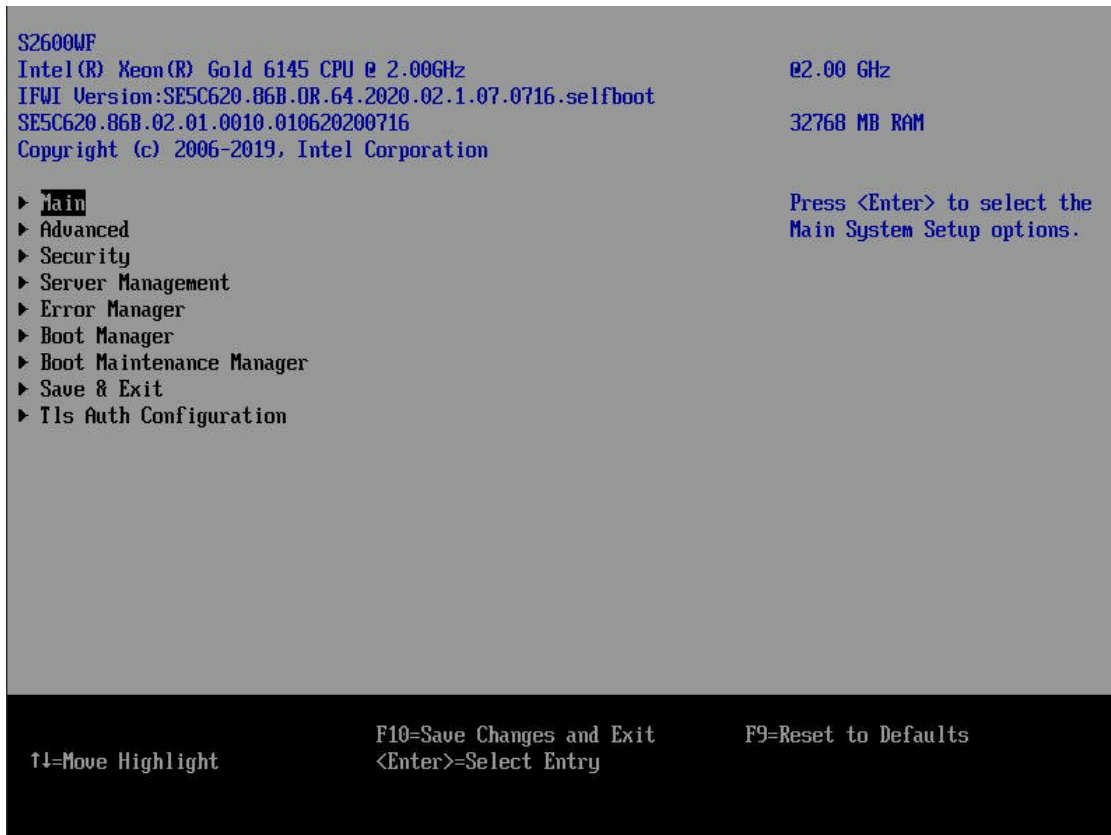 S2600WF
Intel(R) Xeon(R) Gold 6145 CPU @ 2.00GHz @2.00 GHz
IFWI Version:SE5C620.86B.OR.64.2020.02.1.07.0716.selfboot
SE5C620.86B.02.01.0010.010620200716 32768 MB RAM
Copyright (c) 2006-2019, Intel Corporation
▶ Main Press <Enter> to select the
▶ Advanced Main System Setup options.
▶ Security
▶ Server Management
▶ Error Manager
▶ Boot Manager
▶ Boot Maintenance Manager
▶ Save & Exit
▶ Tls Auth Configuration
F10=Save Changes and Exit F9=Reset to Defaults
↑↓=Move Highlight <Enter>=Select Entry